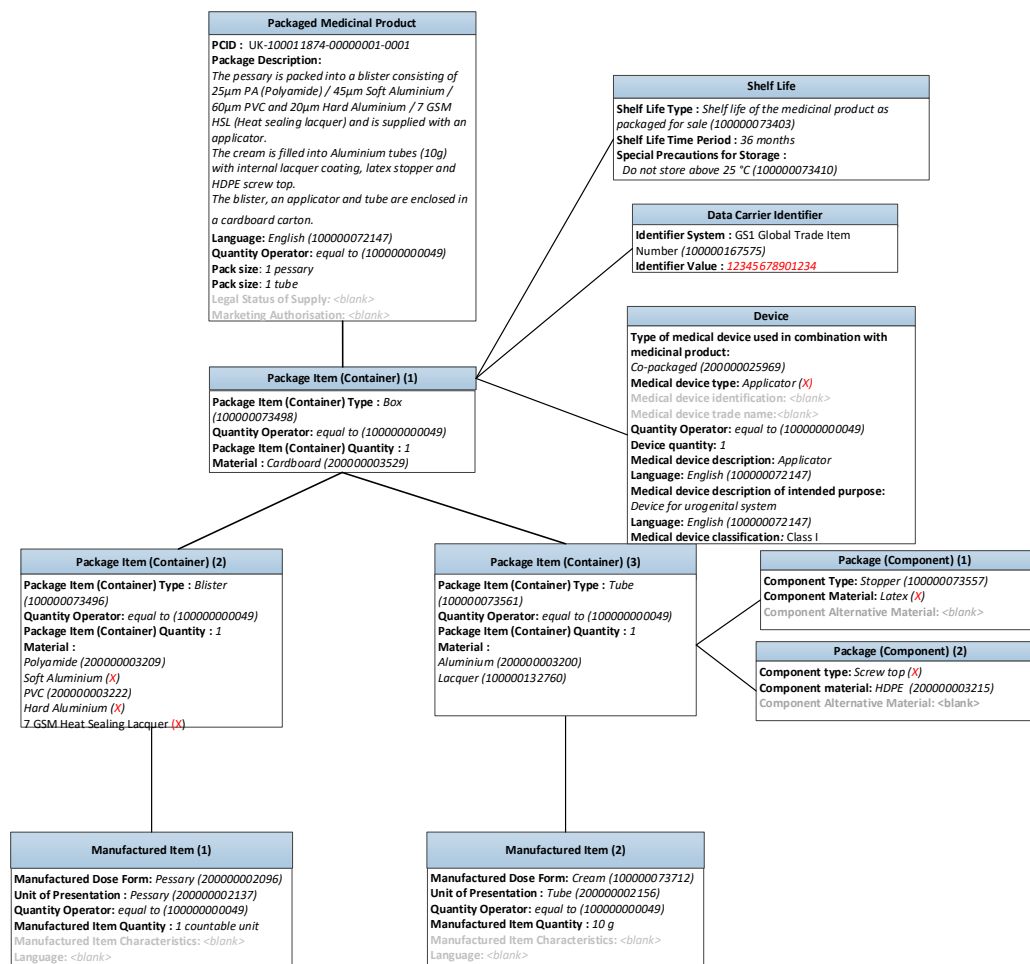 Packaged Medicinal Product
PCID : UK-100011874-00000001-0001
Package Description:
The pessary is packed into a blister consisting of
25µm PA (Polyamide) / 45µm Soft Aluminium /
60µm PVC and 20µm Hard Aluminium / 7 GSM
HSL (Heat sealing lacquer) and is supplied with an
applicator.
The cream is filled into Aluminium tubes (10g)
with internal lacquer coating, latex stopper and
HDPE screw top.
The blister, an applicator and tube are enclosed in
a cardboard carton.
Language: English (100000072147)
Quantity Operator: equal to (100000000049)
Pack size: 1 pessary
Pack size: 1 tube
Legal Status of Supply: <blank>
Marketing Authorisation: <blank>
Shelf Life
Shelf Life Type : Shelf life of the medicinal product as
packaged for sale (100000073403)
Shelf Life Time Period : 36 months
Special Precautions for Storage :
Do not store above 25 °C (100000073410)
Data Carrier Identifier
Identifier System : GS1 Global Trade Item
Number (100000167575)
Identifier Value : 12345678901234
Device
Type of medical device used in combination with
medicinal product:
Co-packaged (200000025969)
Medical device type: Applicator (X)
Medical device identification: <blank>
Medical device trade name:<blank>
Quantity Operator: equal to (100000000049)
Device quantity: 1
Medical device description: Applicator
Language: English (100000072147)
Medical device description of intended purpose:
Device for urogenital system
Language: English (100000072147)
Medical device classification: Class I
Package Item (Container) (1)
Package Item (Container) Type : Box
(100000073498)
Quantity Operator: equal to (100000000049)
Package Item (Container) Quantity : 1
Material : Cardboard (200000003529)
Package Item (Container) (2)
Package Item (Container) Type : Blister
(100000073496)
Quantity Operator: equal to (100000000049)
Package Item (Container) Quantity : 1
Material :
Polyamide (200000003209)
Soft Aluminium (X)
PVC (200000003222)
Hard Aluminium (X)
7 GSM Heat Sealing Lacquer (X)
Package Item (Container) (3)
Package Item (Container) Type : Tube
(100000073561)
Quantity Operator: equal to (100000000049)
Package Item (Container) Quantity : 1
Material :
Aluminium (200000003200)
Lacquer (100000132760)
Package (Component) (1)
Component Type: Stopper (100000073557)
Component Material: Latex (X)
Component Alternative Material: <blank>
Package (Component) (2)
Component type: Screw top (X)
Component material: HDPE (200000003215)
Component Alternative Material: <blank>
Manufactured Item (1)
Manufactured Dose Form: Pessary (200000002096)
Unit of Presentation : Pessary (200000002137)
Quantity Operator: equal to (100000000049)
Manufactured Item Quantity : 1 countable unit
Manufactured Item Characteristics: <blank>
Language: <blank>
Manufactured Item (2)
Manufactured Dose Form: Cream (100000073712)
Unit of Presentation : Tube (200000002156)
Quantity Operator: equal to (100000000049)
Manufactured Item Quantity : 10 g
Manufactured Item Characteristics: <blank>
Language: <blank>